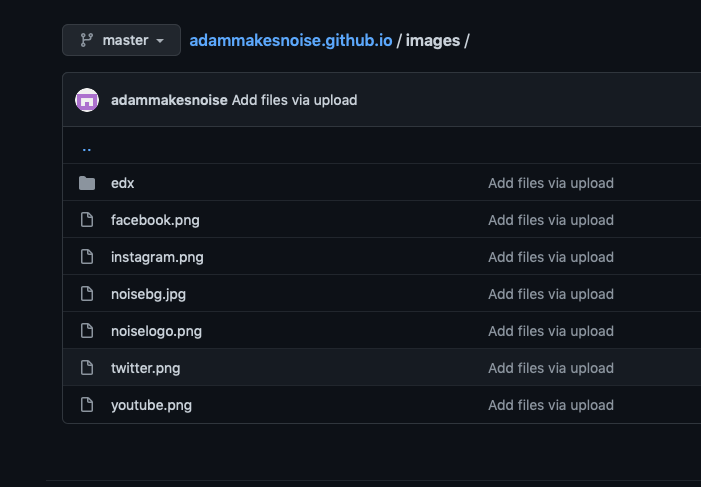 master adammakesnoise.github.io / images /
adammakesnoise Add files via upload
..
edx Add files via upload
facebook.png Add files via upload
instagram.png Add files via upload
noisebg.jpg Add files via upload
noiselogo.png Add files via upload
twitter.png Add files via upload
youtube.png Add files via upload